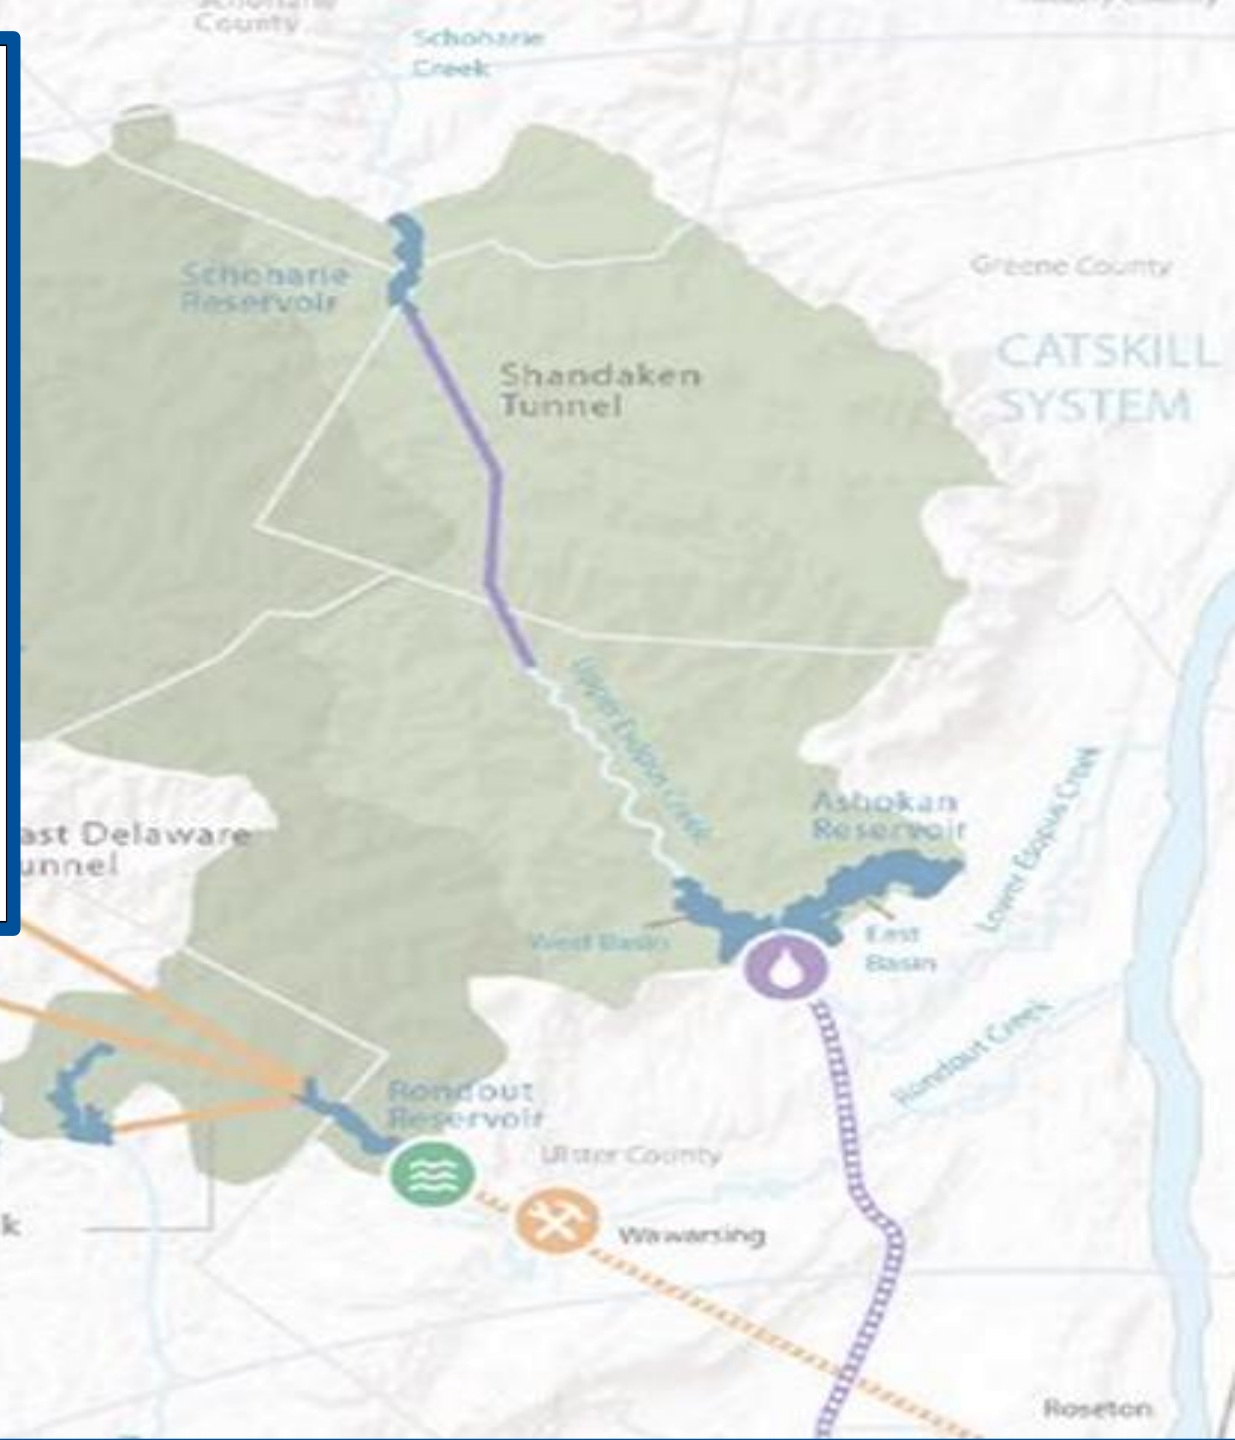 County
Schoharie
Creek
Greene County
Schoharie
Reservoir
CATSKILL
SYSTEM
Shandaken
Tunnel
Upper Esopus Creek
Ashokan
Reservoir
Lower Esopus Creek
ast Delaware
unnel
West Basin
East
Basin
Rondout Creek
Rondout
Reservoir
Ulster County
k
Wawarsing
Roseton